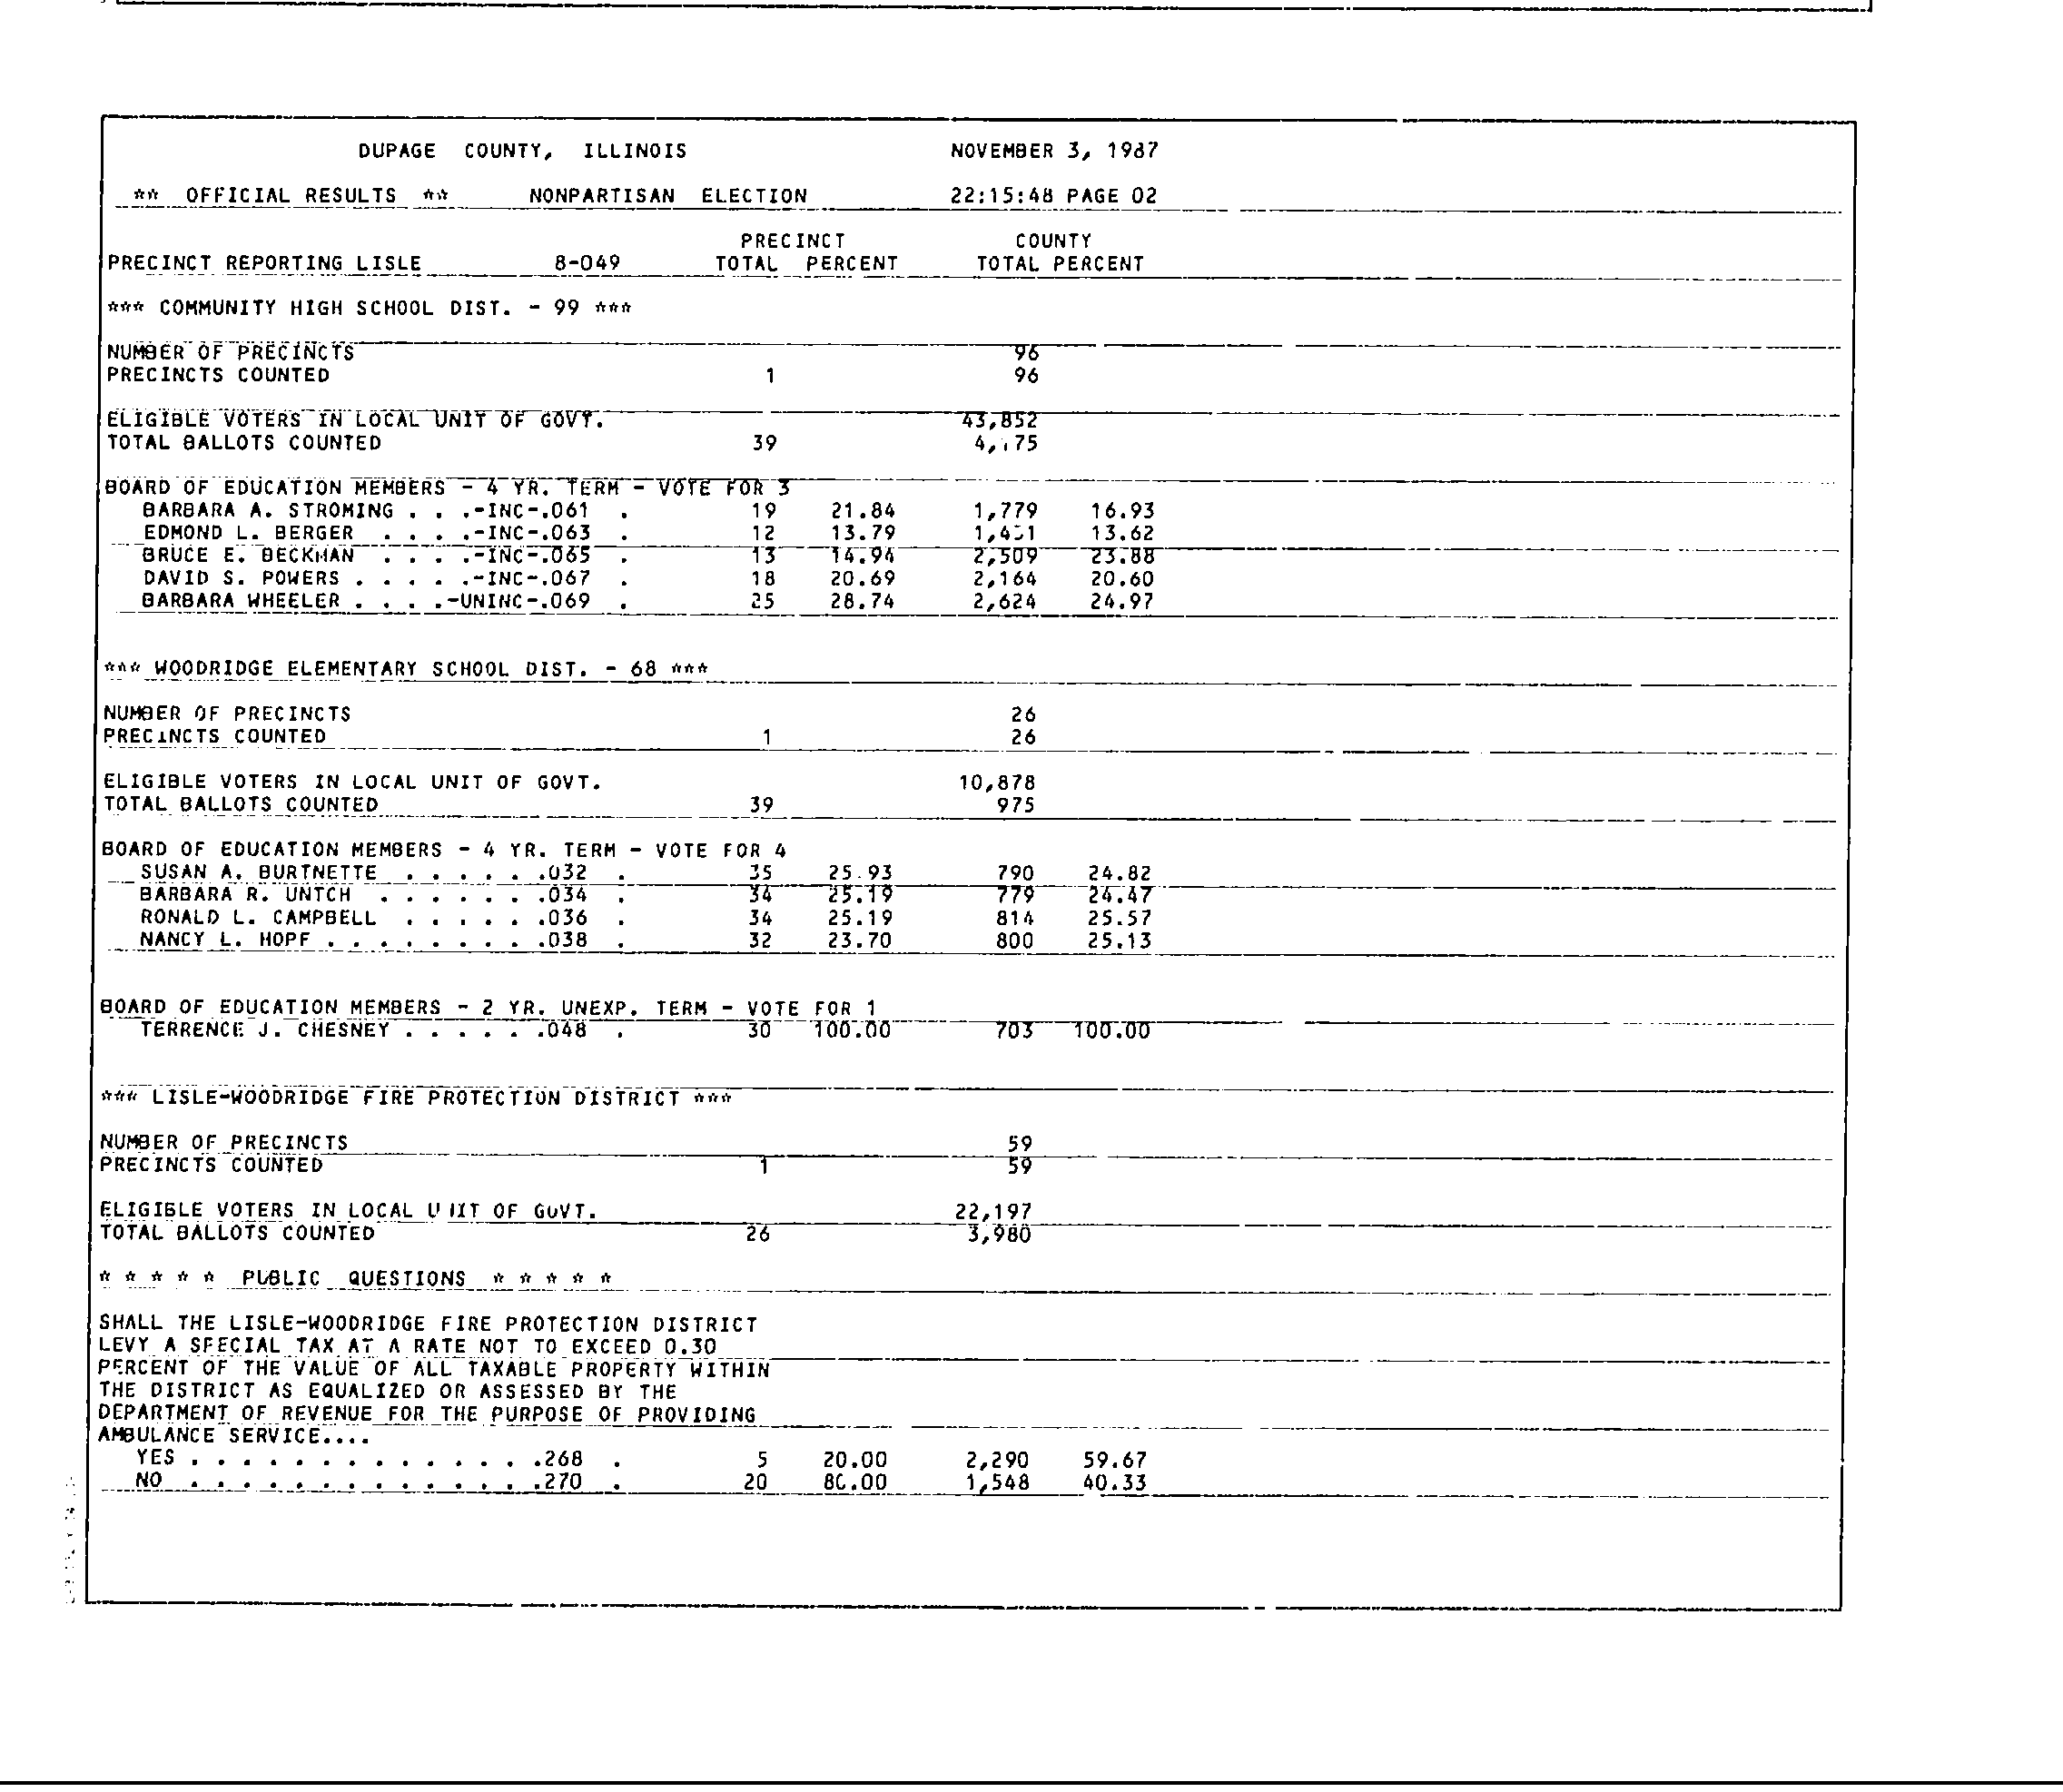 DUPAGE COUNTY, ILLINOIS NOVEMBER 3, 1987
** OFFICIAL RESULTS ** NONPARTISAN ELECTION 22:15:48 PAGE 02
PRECINCT COUNTY
PRECINCT REPORTING LISLE 8-049 TOTAL PERCENT TOTAL PERCENT
*** COMMUNITY HIGH SCHOOL DIST. - 99 ***
NUMBER OF PRECINCTS 96
PRECINCTS COUNTED 1 96
ELIGIBLE VOTERS IN LOCAL UNIT OF GOVT. 43,852
TOTAL BALLOTS COUNTED 39
BOARD OF EDUCATION MEMBERS - 4 YR. TERM - VOTE FOR 3
BARBARA A. STROMING . . .-INC-.061 . 19 21.84 1,779 16.93
EDMOND L. BERGER . . . .-INC-.063 . 12 13.79 13.62
BRUCE E. BECKMAN . . . .-INC-.065 . 13 14.94 2,509 23.88
DAVID S. POWERS . . . . .-INC-.067 . 18 20.69 2,164 20.60
BARBARA WHEELER . . . .-UNINC-.069 . 25 28.74 2,624 24.97
*** WOODRIDGE ELEMENTARY SCHOOL DIST. - 68 ***
NUMBER OF PRECINCTS 26
PRECINCTS COUNTED 1 26
ELIGIBLE VOTERS IN LOCAL UNIT OF GOVT. 10,878
TOTAL BALLOTS COUNTED 39 975
BOARD OF EDUCATION MEMBERS - 4 YR. TERM - VOTE FOR 4
SUSAN A. BURTNETTE . . . . . .032 . 35 25.93 790 24.82
BARBARA R. UNTCH . . . . . . .034 . 34 25.19 779 24.47
RONALD L. CAMPBELL . . . . . .036 . 34 25.19 814 25.57
NANCY L. HOPF . . . . . . . . .038 . 32 23.70 800 25.13
BOARD OF EDUCATION MEMBERS - 2 YR. UNEXP. TERM - VOTE FOR 1
TERRENCE J. CHESNEY . . . . . .048 . 30 100.00 703 100.00
*** LISLE-WOODRIDGE FIRE PROTECTION DISTRICT ***
NUMBER OF PRECINCTS 59
PRECINCTS COUNTED 1 59
ELIGIBLE VOTERS IN LOCAL UNIT OF GOVT. 22,197
TOTAL BALLOTS COUNTED 26 3,980
* * * * * PUBLIC QUESTIONS * * * * *
SHALL THE LISLE-WOODRIDGE FIRE PROTECTION DISTRICT
LEVY A SPECIAL TAX AT A RATE NOT TO EXCEED 0.30
PERCENT OF THE VALUE OF ALL TAXABLE PROPERTY WITHIN
THE DISTRICT AS EQUALIZED OR ASSESSED BY THE
DEPARTMENT OF REVENUE FOR THE PURPOSE OF PROVIDING
AMBULANCE SERVICE....
YES . . . . . . . . . . . . . .268 . 5 20.00 2,290 59.67
NO . . . . . . . . . . . . . .270 . 20 80.00 1,548 40.33